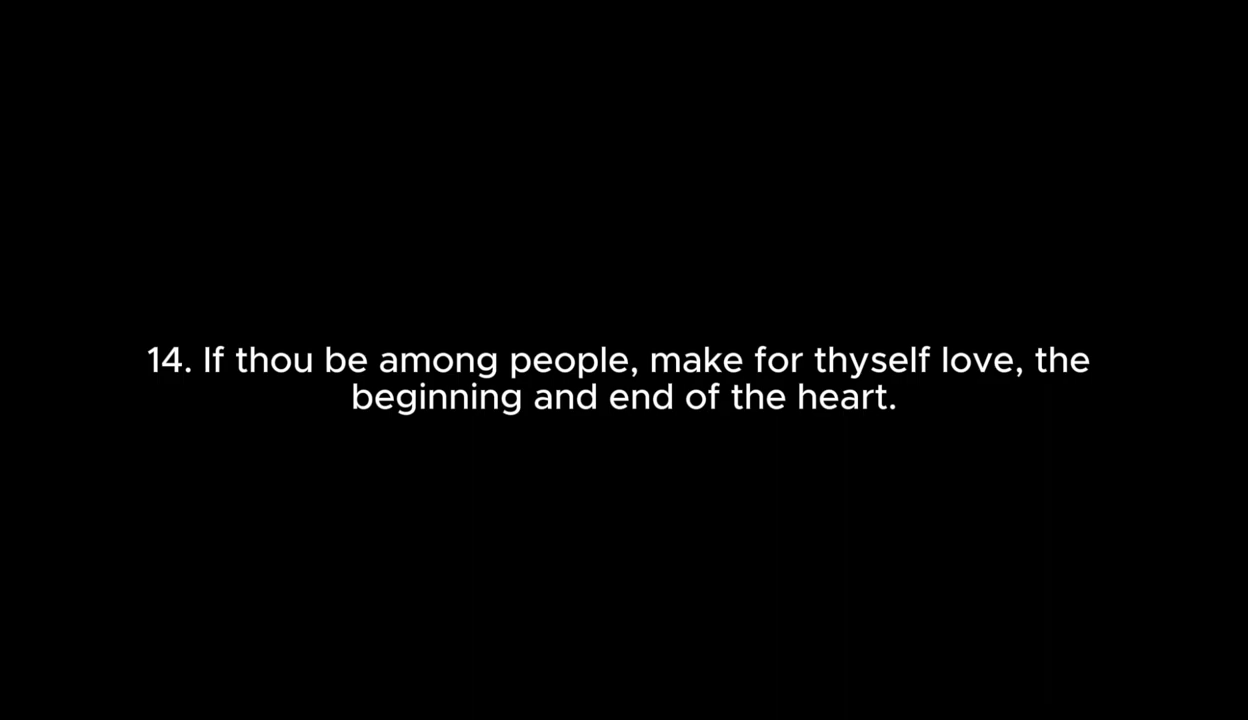 14. If thou be among people, make for thyself love, the
beginning and end of the heart.